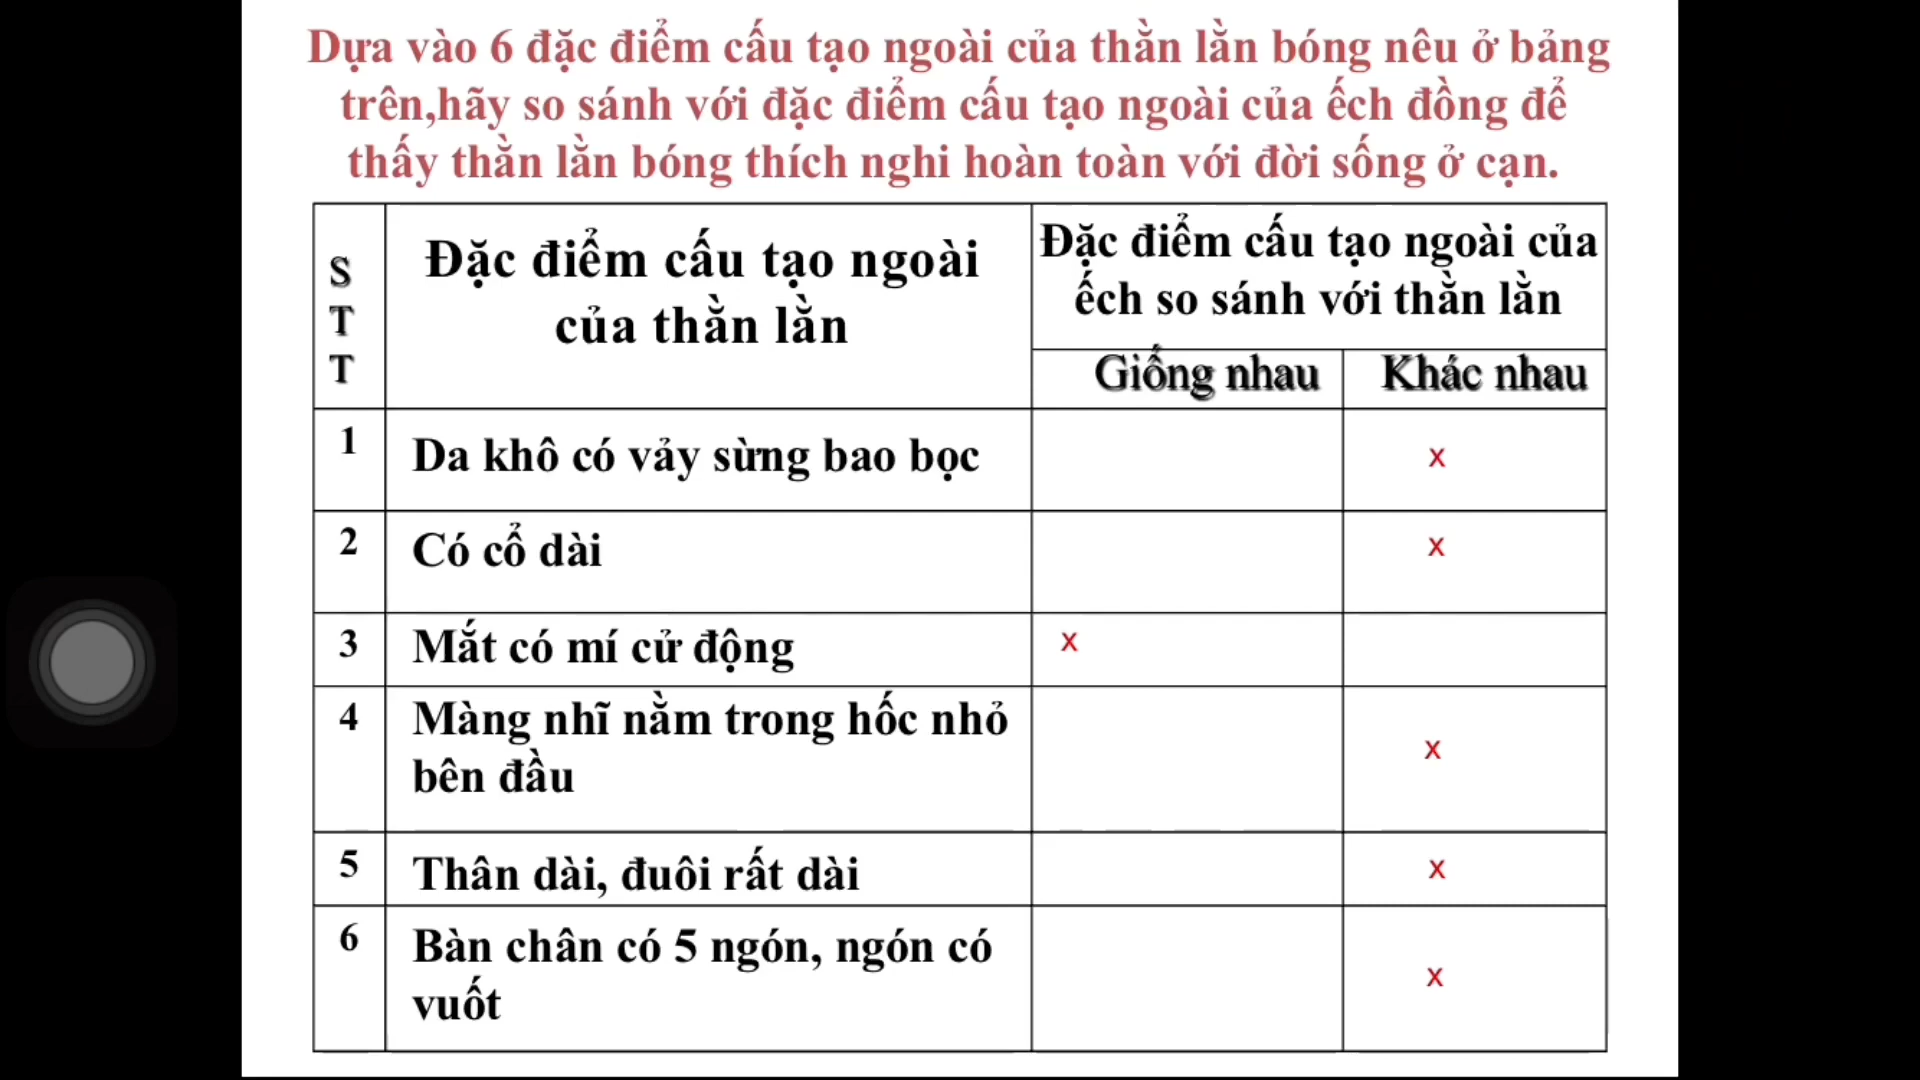 Dựa vào 6 đặc điểm cấu tạo ngoài của thằn lằn bóng nêu ở bảng
trên,hãy so sánh với đặc điểm cấu tạo ngoài của ếch đồng để
thấy thằn lằn bóng thích nghi hoàn toàn với đời sống ở cạn.
S
T
T
Đặc điểm cấu tạo ngoài
của thằn lằn
Đặc điểm cấu tạo ngoài của
ếch so sánh với thằn lằn
Giống nhau
Khác nhau
1
Da khô có vảy sừng bao bọc
x
2
Có cổ dài
x
3
Mắt có mí cử động
x
4
Màng nhĩ nằm trong hốc nhỏ
bên đầu
x
5
Thân dài, đuôi rất dài
x
6
Bàn chân có 5 ngón, ngón có
vuốt
x